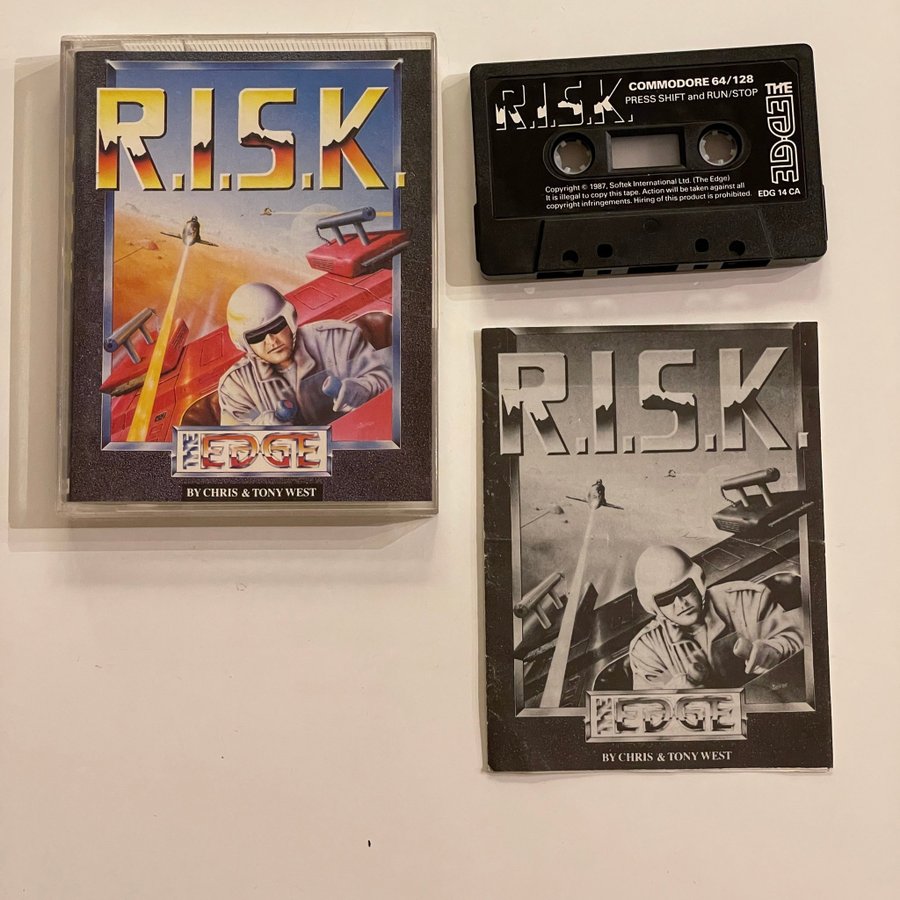 R.I.S.K.
THE EDGE
BY CHRIS & TONY WEST
R.I.S.K.
COMMODORE 64/128
PRESS SHIFT and RUN/STOP
THE EDGE
Copyright © 1987, Softek International Ltd. (The Edge)
It is illegal to copy this tape. Action will be taken against all
copyright infringements. Hiring of this product is prohibited.
EDG 14 CA
R.I.S.K.
THE EDGE
BY CHRIS & TONY WEST